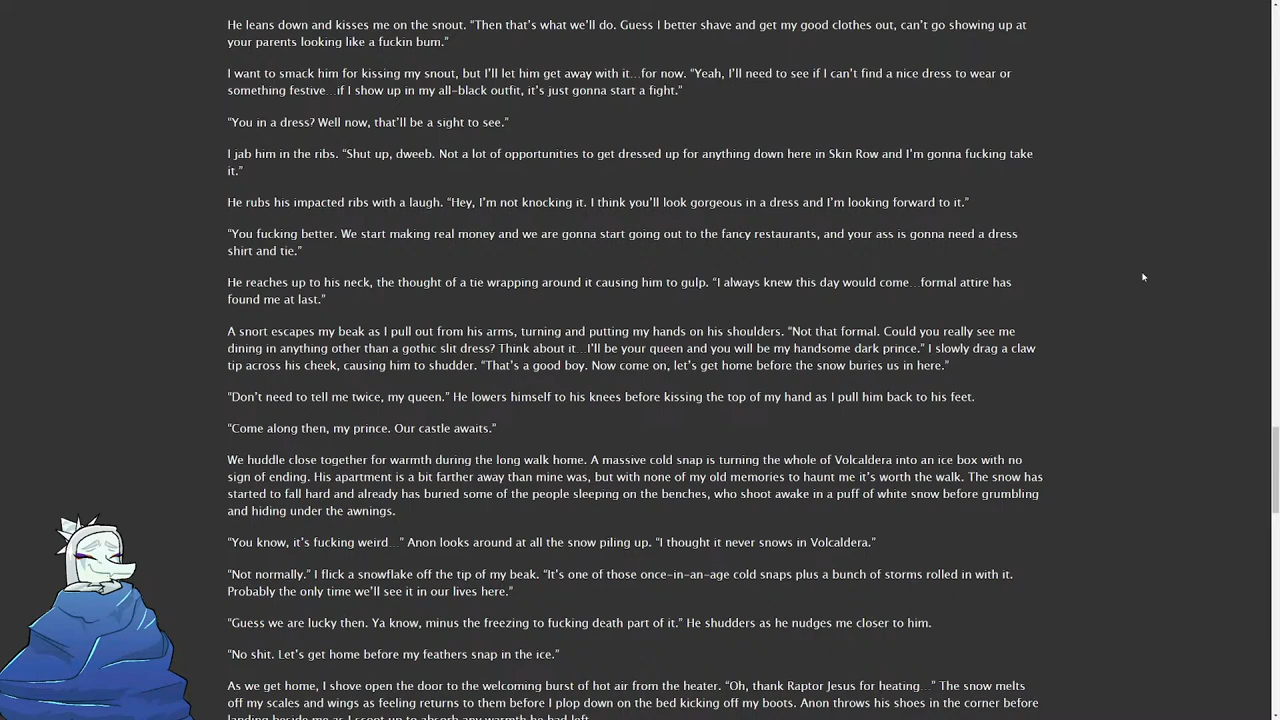 He leans down and kisses me on the snout. “Then that’s what we’ll do. Guess I better shave and get my good clothes out, can’t go showing up at
your parents looking like a fuckin bum.”
I want to smack him for kissing my snout, but I’ll let him get away with it…for now. “Yeah, I’ll need to see if I can’t find a nice dress to wear or
something festive…if I show up in my all-black outfit, it’s just gonna start a fight.”
“You in a dress? Well now, that’ll be a sight to see.”
I jab him in the ribs. “Shut up, dweeb. Not a lot of opportunities to get dressed up for anything down here in Skin Row and I’m gonna fucking take
it.”
He rubs his impacted ribs with a laugh. “Hey, I’m not knocking it. I think you’ll look gorgeous in a dress and I’m looking forward to it.”
“You fucking better. We start making real money and we are gonna start going out to the fancy restaurants, and your ass is gonna need a dress
shirt and tie.”
He reaches up to his neck, the thought of a tie wrapping around it causing him to gulp. “I always knew this day would come…formal attire has
found me at last.”
A snort escapes my beak as I pull out from his arms, turning and putting my hands on his shoulders. “Not that formal. Could you really see me
dining in anything other than a gothic slit dress? Think about it…I’ll be your queen and you will be my handsome dark prince.” I slowly drag a claw
tip across his cheek, causing him to shudder. “That’s a good boy. Now come on, let’s get home before the snow buries us in here.”
“Don’t need to tell me twice, my queen.” He lowers himself to his knees before kissing the top of my hand as I pull him back to his feet.
“Come along then, my prince. Our castle awaits.”
We huddle close together for warmth during the long walk home. A massive cold snap is turning the whole of Volcaldera into an ice box with no
sign of ending. His apartment is a bit farther away than mine was, but with none of my old memories to haunt me it’s worth the walk. The snow has
started to fall hard and already has buried some of the people sleeping on the benches, who shoot awake in a puff of white snow before grumbling
and hiding under the awnings.
“You know, it’s fucking weird…” Anon looks around at all the snow piling up. “I thought it never snows in Volcaldera.”
“Not normally.” I flick a snowflake off the tip of my beak. “It’s one of those once-in-an-age cold snaps plus a bunch of storms rolled in with it.
Probably the only time we’ll see it in our lives here.”
“Guess we are lucky then. Ya know, minus the freezing to fucking death part of it.” He shudders as he nudges me closer to him.
“No shit. Let’s get home before my feathers snap in the ice.”
As we get home, I shove open the door to the welcoming burst of hot air from the heater. “Oh, thank Raptor Jesus for heating…” The snow melts
off my scales and wings as feeling returns to them before I plop down on the bed kicking off my boots. Anon throws his shoes in the corner before
landing beside me as I scoot up to absorb any warmth he had left.